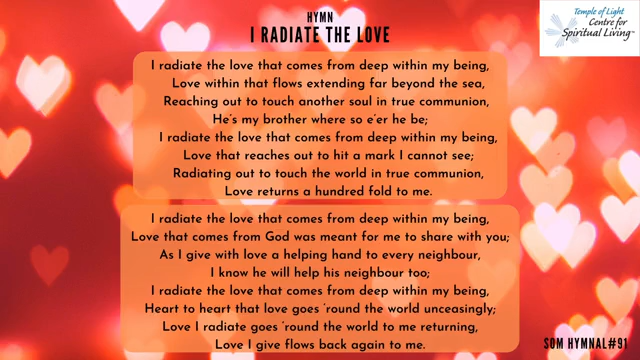 HYMN
I RADIATE THE LOVE
Temple of Light
Centre for
Spiritual Living™
I radiate the love that comes from deep within my being,
Love within that flows extending far beyond the sea,
Reaching out to touch another soul in true communion,
He's my brother where so e'er he be;
I radiate the love that comes from deep within my being,
Love that reaches out to hit a mark I cannot see;
Radiating out to touch the world in true communion,
Love returns a hundred fold to me.
I radiate the love that comes from deep within my being,
Love that comes from God was meant for me to share with you;
As I give with love a helping hand to every neighbour,
I know he will help his neighbour too;
I radiate the love that comes from deep within my being,
Heart to heart that love goes 'round the world unceasingly;
Love I radiate goes 'round the world to me returning,
Love I give flows back again to me.
SOM HYMNAL#91